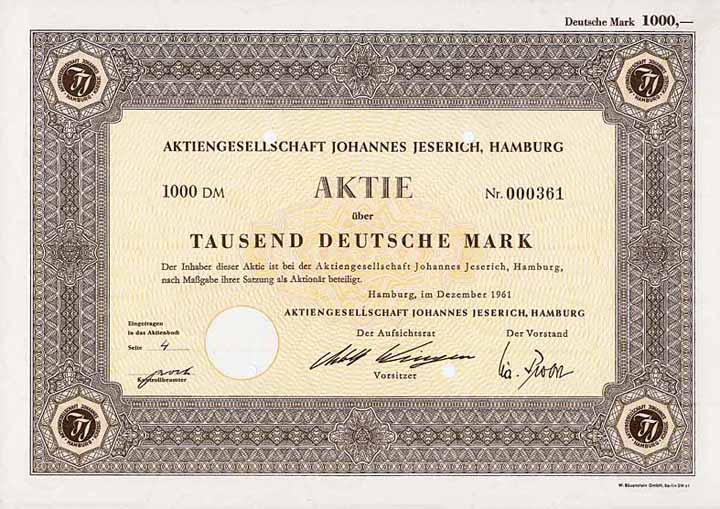 Deutsche Mark 1000,—
AKTIENGESELLSCHAFT JOHANNES JESERICH, HAMBURG
1000 DM AKTIE Nr. 000361
über
TAUSEND DEUTSCHE MARK
Der Inhaber dieser Aktie ist bei der Aktiengesellschaft Johannes Jeserich, Hamburg,
nach Maßgabe ihrer Satzung als Aktionär beteiligt.
Hamburg, im Dezember 1961
AKTIENGESELLSCHAFT JOHANNES JESERICH, HAMBURG
Eingetragen
in das Aktienbuch
Seite 4
Kontrollbeamter
Der Aufsichtsrat
Vorsitzer
Der Vorstand